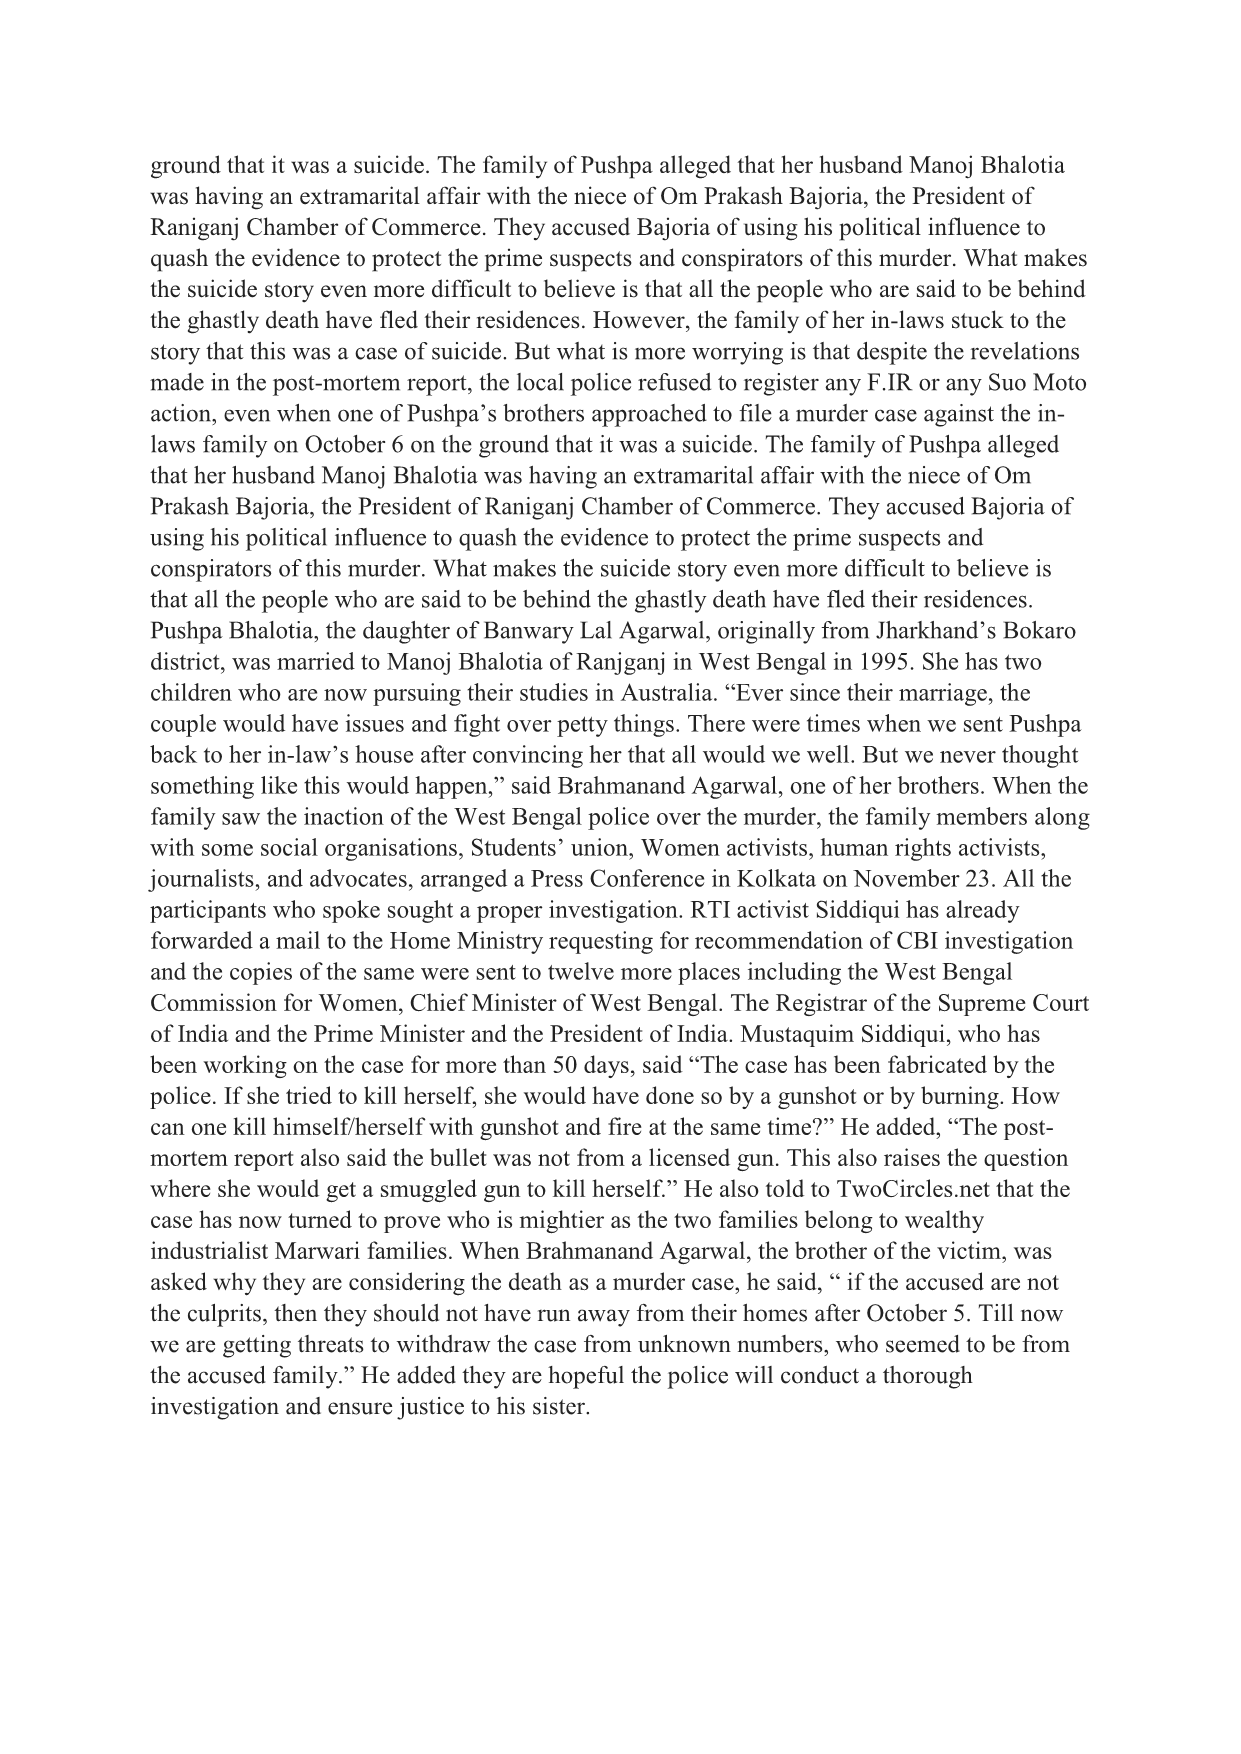 ground that it was a suicide. The family of Pushpa alleged that her husband Manoj Bhalotia
was having an extramarital affair with the niece of Om Prakash Bajoria, the President of
Raniganj Chamber of Commerce. They accused Bajoria of using his political influence to
quash the evidence to protect the prime suspects and conspirators of this murder. What makes
the suicide story even more difficult to believe is that all the people who are said to be behind
the ghastly death have fled their residences. However, the family of her in-laws stuck to the
story that this was a case of suicide. But what is more worrying is that despite the revelations
made in the post-mortem report, the local police refused to register any F.IR or any Suo Moto
action, even when one of Pushpa’s brothers approached to file a murder case against the in-
laws family on October 6 on the ground that it was a suicide. The family of Pushpa alleged
that her husband Manoj Bhalotia was having an extramarital affair with the niece of Om
Prakash Bajoria, the President of Raniganj Chamber of Commerce. They accused Bajoria of
using his political influence to quash the evidence to protect the prime suspects and
conspirators of this murder. What makes the suicide story even more difficult to believe is
that all the people who are said to be behind the ghastly death have fled their residences.
Pushpa Bhalotia, the daughter of Banwary Lal Agarwal, originally from Jharkhand’s Bokaro
district, was married to Manoj Bhalotia of Ranjganj in West Bengal in 1995. She has two
children who are now pursuing their studies in Australia. “Ever since their marriage, the
couple would have issues and fight over petty things. There were times when we sent Pushpa
back to her in-law’s house after convincing her that all would we well. But we never thought
something like this would happen,” said Brahmanand Agarwal, one of her brothers. When the
family saw the inaction of the West Bengal police over the murder, the family members along
with some social organisations, Students’ union, Women activists, human rights activists,
journalists, and advocates, arranged a Press Conference in Kolkata on November 23. All the
participants who spoke sought a proper investigation. RTI activist Siddiqui has already
forwarded a mail to the Home Ministry requesting for recommendation of CBI investigation
and the copies of the same were sent to twelve more places including the West Bengal
Commission for Women, Chief Minister of West Bengal. The Registrar of the Supreme Court
of India and the Prime Minister and the President of India. Mustaquim Siddiqui, who has
been working on the case for more than 50 days, said “The case has been fabricated by the
police. If she tried to kill herself, she would have done so by a gunshot or by burning. How
can one kill himself/herself with gunshot and fire at the same time?” He added, “The post-
mortem report also said the bullet was not from a licensed gun. This also raises the question
where she would get a smuggled gun to kill herself.” He also told to TwoCircles.net that the
case has now turned to prove who is mightier as the two families belong to wealthy
industrialist Marwari families. When Brahmanand Agarwal, the brother of the victim, was
asked why they are considering the death as a murder case, he said, “ if the accused are not
the culprits, then they should not have run away from their homes after October 5. Till now
we are getting threats to withdraw the case from unknown numbers, who seemed to be from
the accused family.” He added they are hopeful the police will conduct a thorough
investigation and ensure justice to his sister.